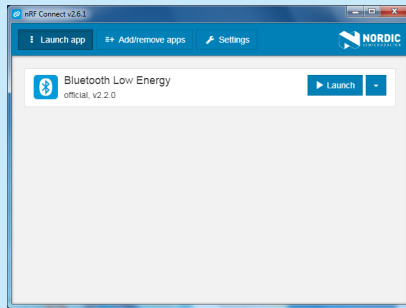 nRF Connect v2.6.1
Launch app
Add/remove apps
Settings
NORDIC
SEMICONDUCTOR
Bluetooth Low Energy
official, v2.2.0
Launch